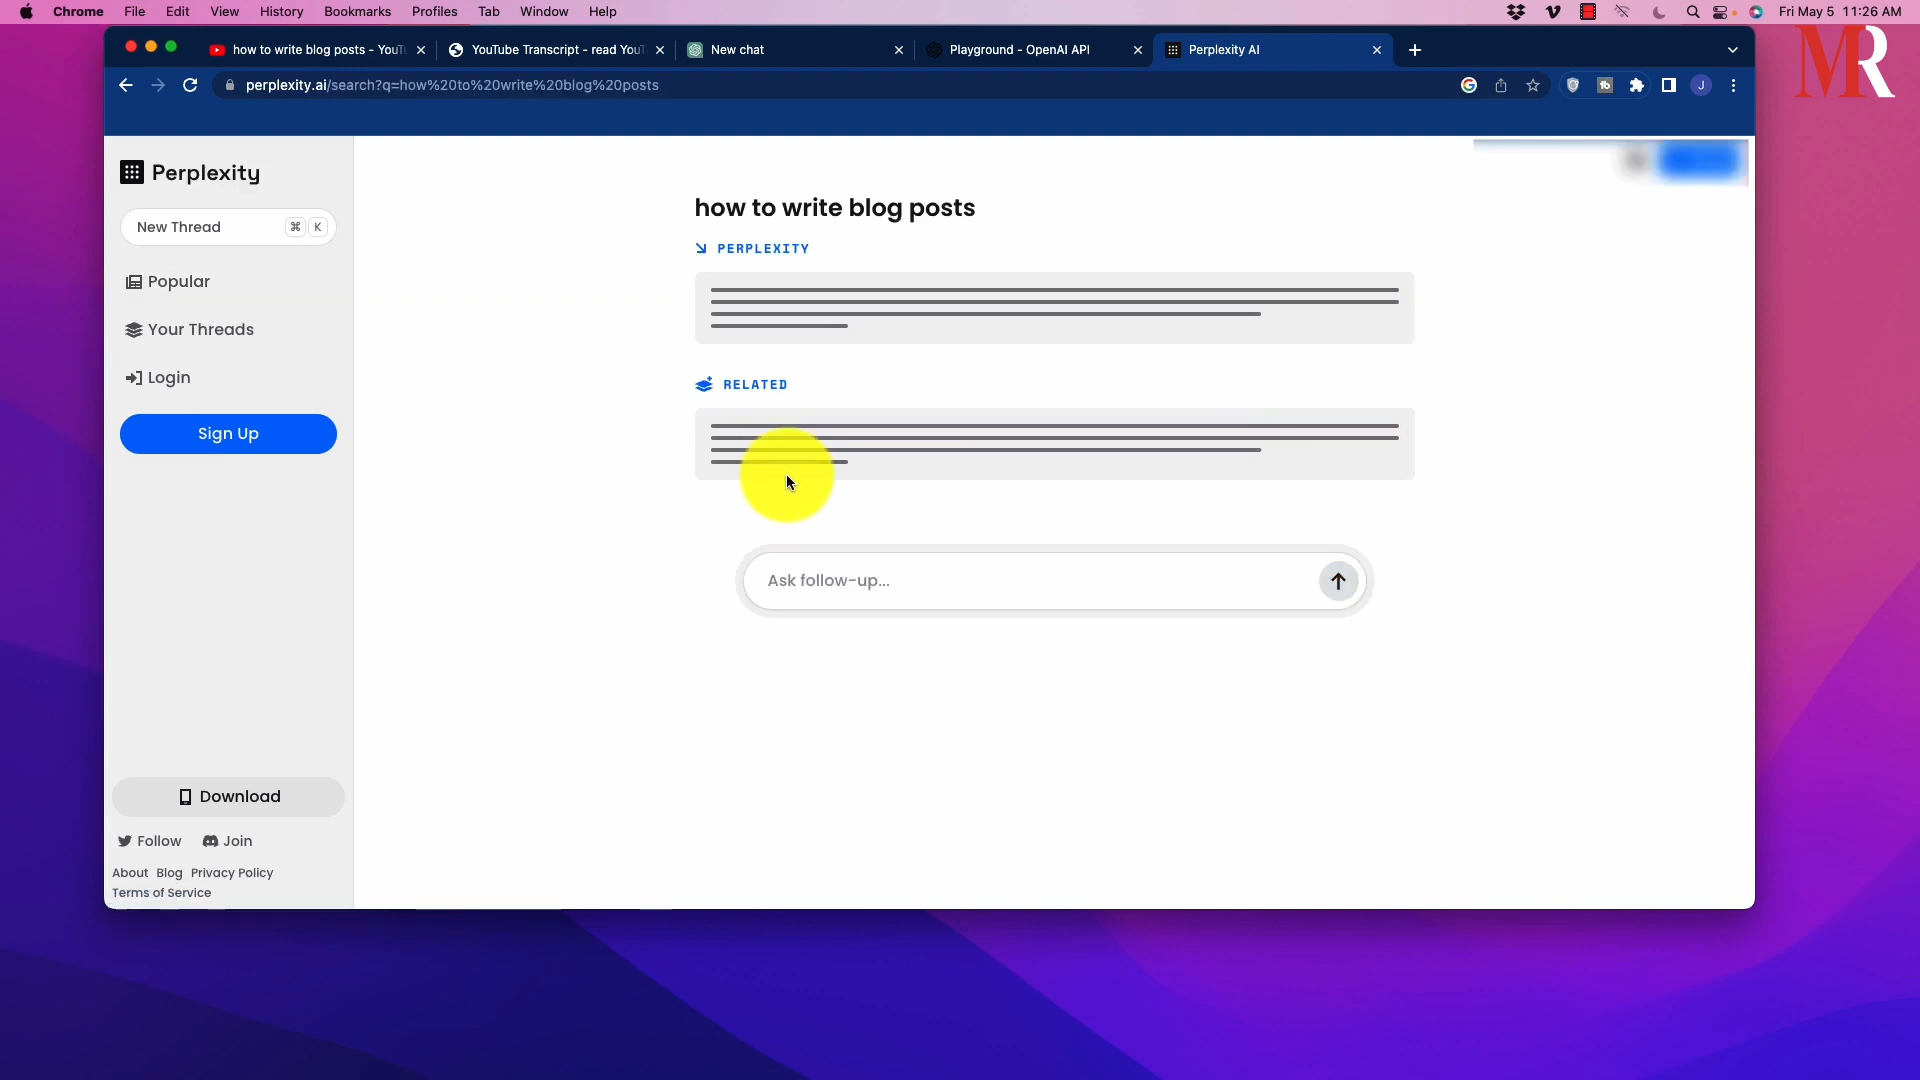 Chrome File Edit View History Bookmarks Profiles Tab Window Help Fri May 5 11:26 AM
MR
how to write blog posts - YouT
YouTube Transcript - read You
New chat
Playground - OpenAI API
Perplexity AI
perplexity.ai/search?q=how%20to%20write%20blog%20posts
J
Perplexity
New Thread ⌘ K
Popular
Your Threads
Login
Sign Up
Download
Follow Join
About Blog Privacy Policy
Terms of Service
how to write blog posts
PERPLEXITY
RELATED
Ask follow-up...